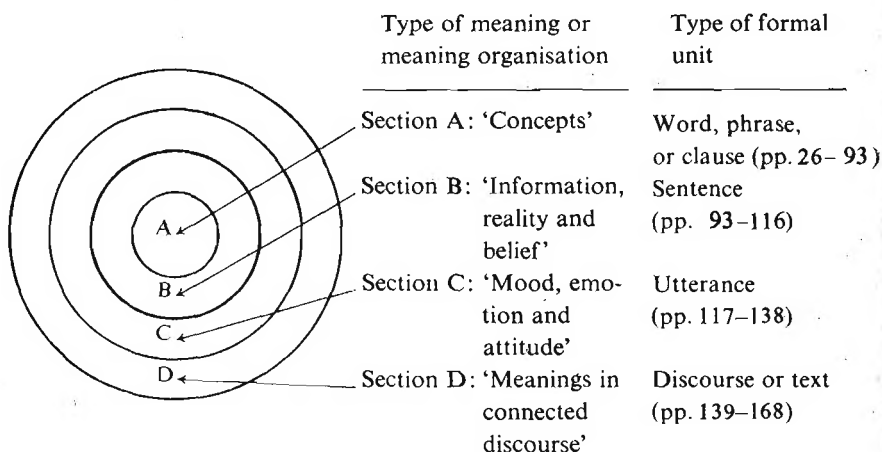 Type of meaning or Type of formal
meaning organisation unit
Section A: ‘Concepts’ Word, phrase,
or clause (pp. 26– 93)
A
Section B: ‘Information, Sentence
reality and (pp. 93–116)
belief’
B
Section C: ‘Mood, emo- Utterance
tion and (pp. 117–138)
attitude’
C
Section D: ‘Meanings in Discourse or text
connected (pp. 139–168)
discourse’
D